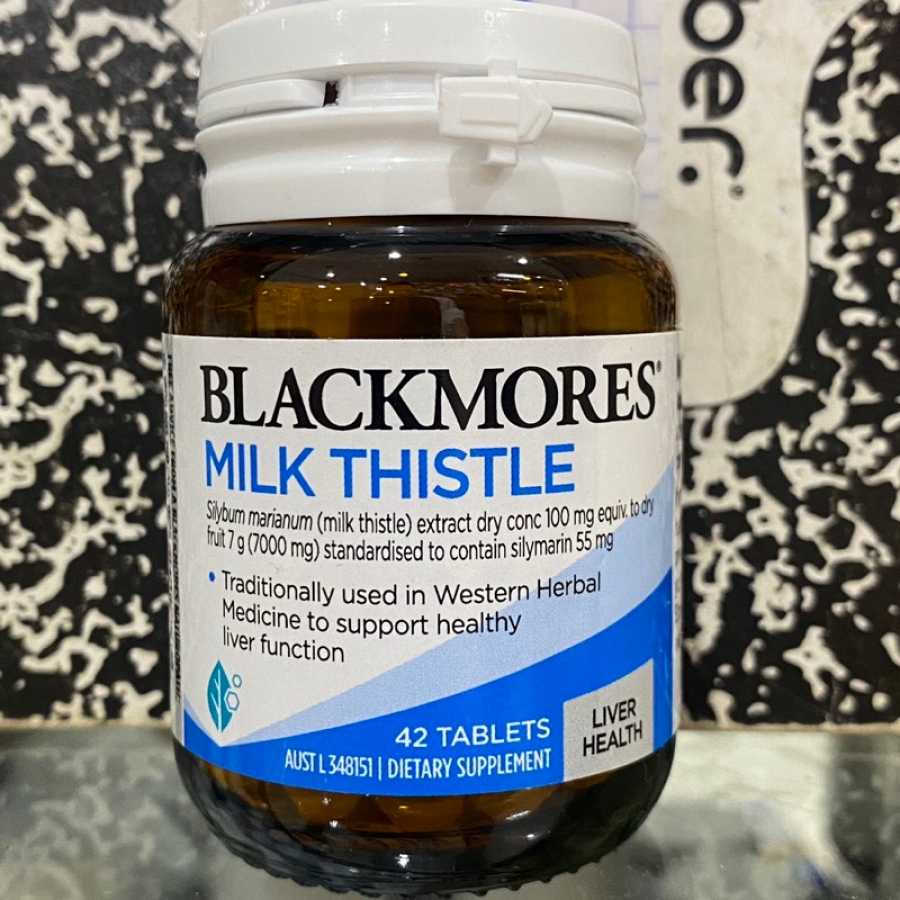 ber.
BLACKMORES®
MILK THISTLE
Silybum marianum (milk thistle) extract dry conc 100 mg equiv. to dry
fruit 7 g (7000 mg) standardised to contain silymarin 55 mg
• Traditionally used in Western Herbal
Medicine to support healthy
liver function
42 TABLETS
AUST L 348151 | DIETARY SUPPLEMENT
LIVER
HEALTH